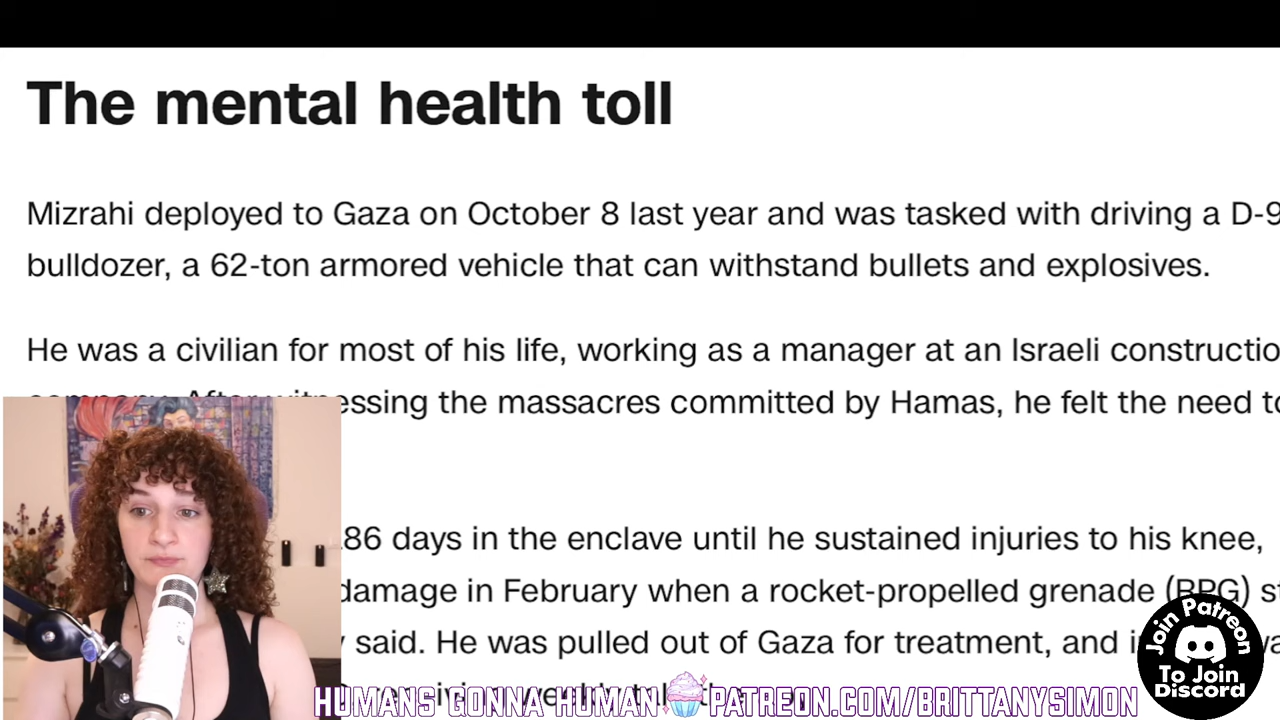 The mental health toll
Mizrahi deployed to Gaza on October 8 last year and was tasked with driving a D-9
bulldozer, a 62-ton armored vehicle that can withstand bullets and explosives.
He was a civilian for most of his life, working as a manager at an Israeli constructio
essing the massacres committed by Hamas, he felt the need to
86 days in the enclave until he sustained injuries to his knee,
damage in February when a rocket-propelled grenade (RPG) st
said. He was pulled out of Gaza for treatment, and i
HUMANS GONNA HUMAN PATREON.COM/BRITTANYSIMON
Join Patreon
To Join
Discord